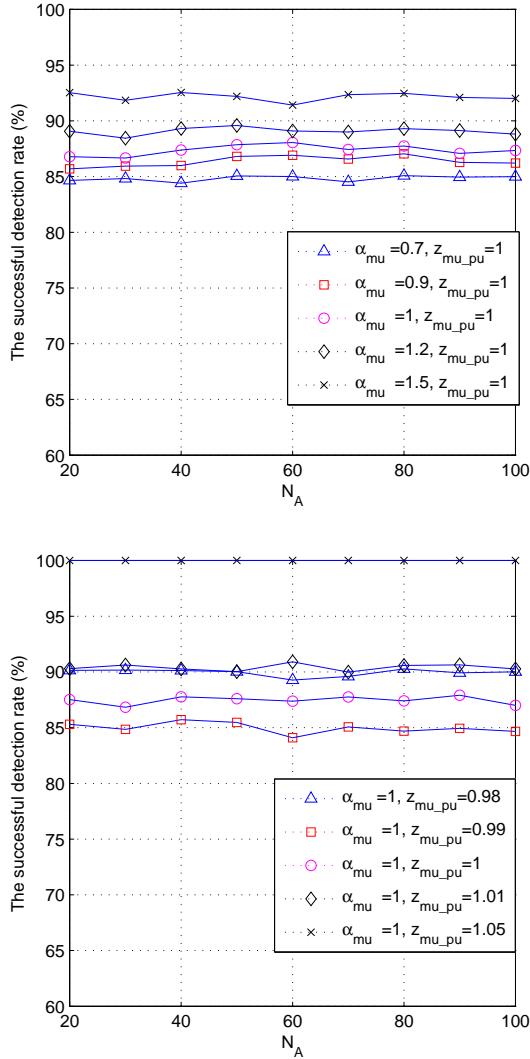 100
95
90
85
80
75
70
65
60
The successful detection rate (%)
α_mu =0.7, z_mu_pu=1
α_mu =0.9, z_mu_pu=1
α_mu =1, z_mu_pu=1
α_mu =1.2, z_mu_pu=1
α_mu =1.5, z_mu_pu=1
20 40 60 80 100
N_A
100
95
90
85
80
75
70
65
60
The successful detection rate (%)
α_mu =1, z_mu_pu=0.98
α_mu =1, z_mu_pu=0.99
α_mu =1, z_mu_pu=1
α_mu =1, z_mu_pu=1.01
α_mu =1, z_mu_pu=1.05
20 40 60 80 100
N_A